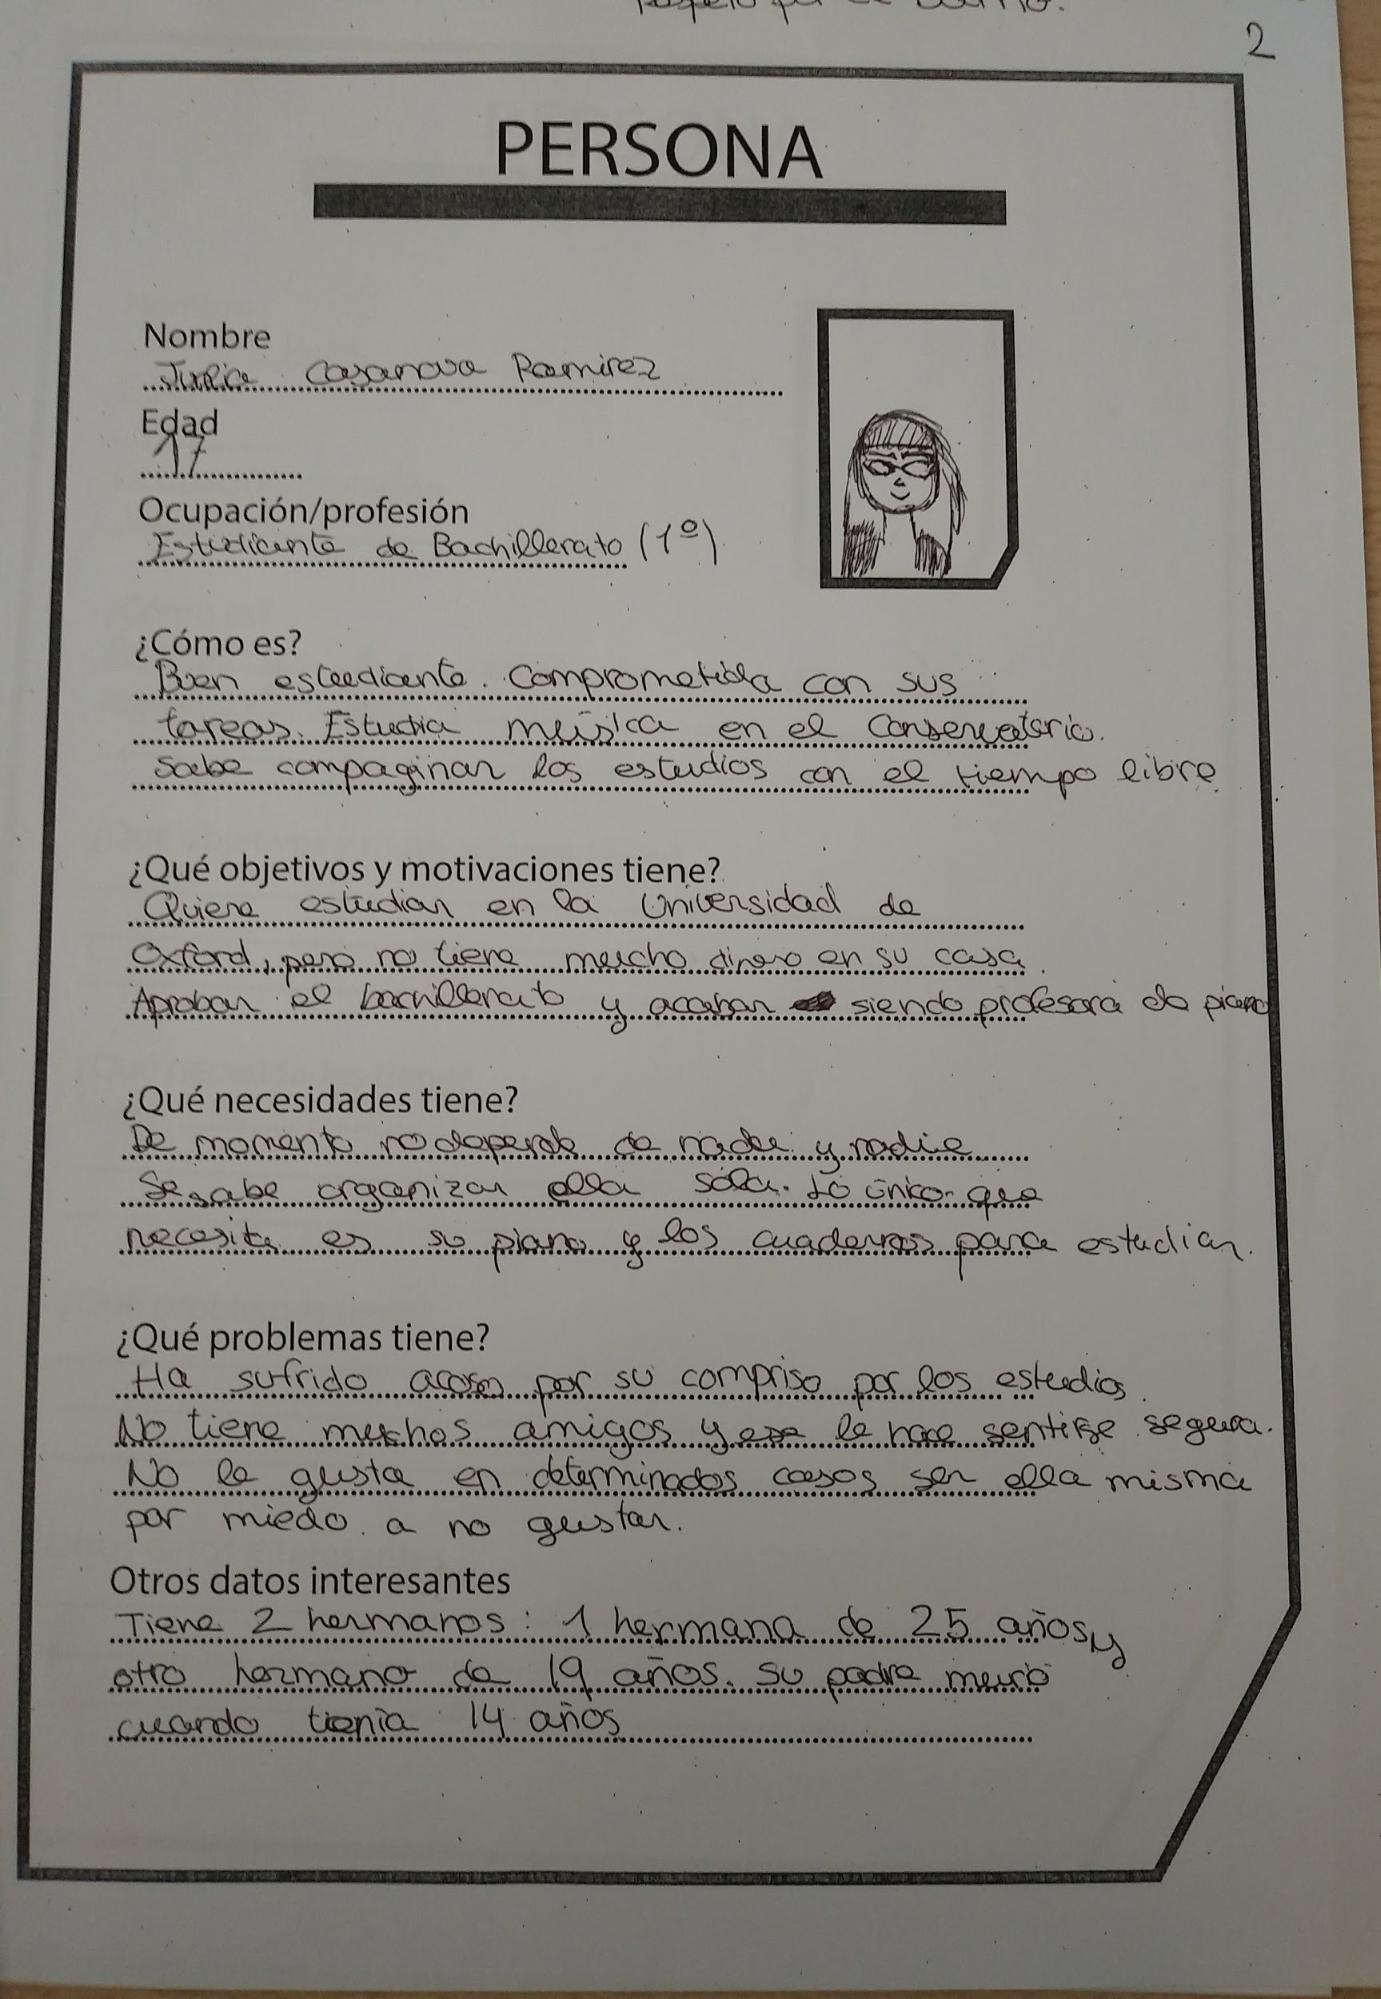 2
PERSONA
Nombre
Julia Casanova Ramirez
Edad
17
Ocupación/profesión
Estudiante de Bachillerato (1º)
¿Cómo es?
Buen estudiante. Comprometida con sus
tareas. Estudia música en el Conservatorio.
Sabe compaginar los estudios con el tiempo libre.
¿Qué objetivos y motivaciones tiene?
Quiere estudiar en la Universidad de
Oxford, pero no tiene mucho dinero en su casa.
Aprobar el bachillerato y acabar siendo profesora de piano
¿Qué necesidades tiene?
De momento no depende de nadie y nadie
Se sabe organizar ella sola. Lo único que
necesita es su piano y los cuadernos para estudiar.
¿Qué problemas tiene?
Ha sufrido acoso por su compriso por los estudios.
No tiene muchos amigos y ese le hace sentirse segura.
No le gusta en determinados casos ser ella misma
por miedo a no gustar.
Otros datos interesantes
Tiene 2 hermanos: 1 hermana de 25 años y
otro hermano de 19 años. Su padre murió
cuando tienia 14 años